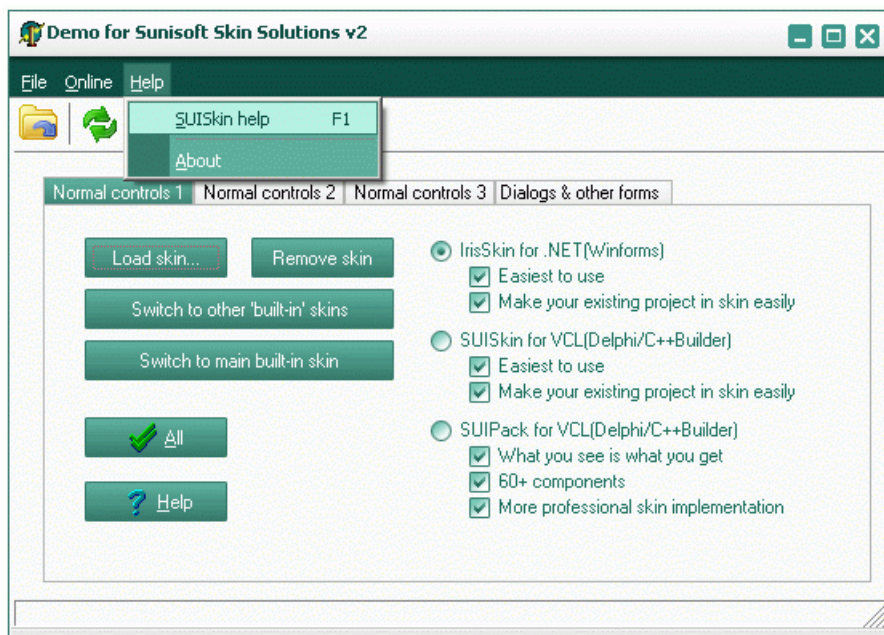 Demo for Sunisoft Skin Solutions v2
File Online Help
SUISkin help F1
About
Normal controls 1 Normal controls 2 Normal controls 3 Dialogs & other forms
Load skin... Remove skin
Switch to other 'built-in' skins
Switch to main built-in skin
All
Help
IrisSkin for .NET(Winforms)
Easiest to use
Make your existing project in skin easily
SUISkin for VCL(Delphi/C++Builder)
Easiest to use
Make your existing project in skin easily
SUIPack for VCL(Delphi/C++Builder)
What you see is what you get
60+ components
More professional skin implementation